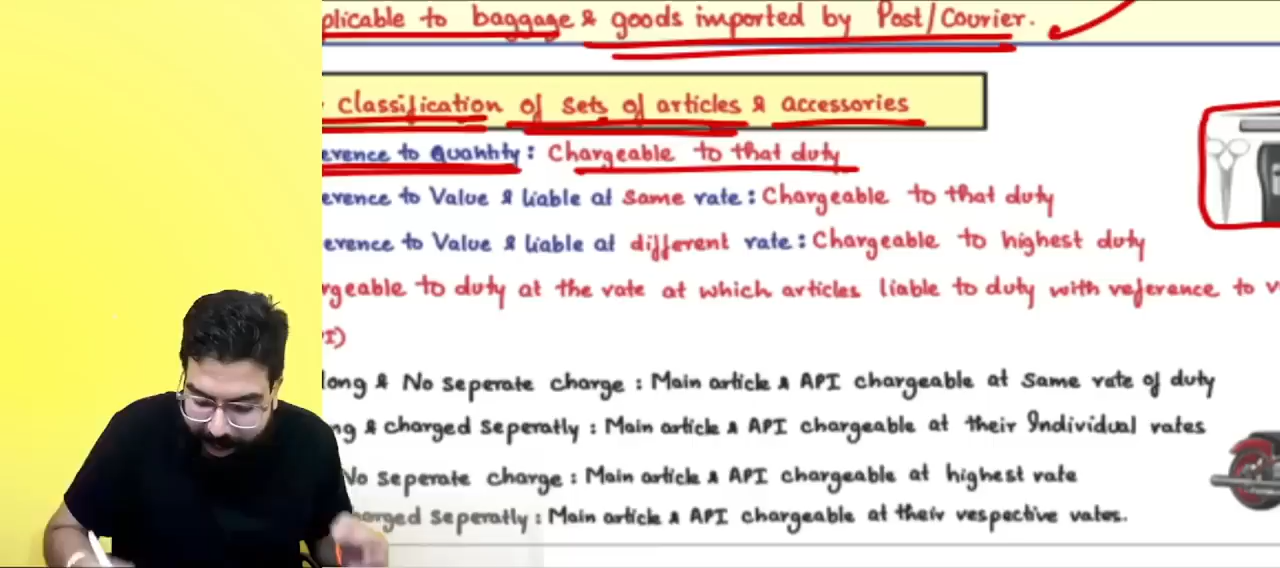 plicable to baggage & goods imported by Post/Courier.
Classification of sets of articles & accessories
erence to Quantity: Chargeable to that duty
erence to Value & liable at same rate: Chargeable to that duty
erence to Value & liable at different rate: Chargeable to highest duty
rgeable to duty at the rate at which articles liable to duty with reference to v
PI)
long & No seperate charge : Main article & API chargeable at same rate of duty
ng & charged seperatly : Main article & API chargeable at their Individual rates
No seperate charge : Main article & API chargeable at highest rate
arged seperatly : Main article & API chargeable at their respective rates.